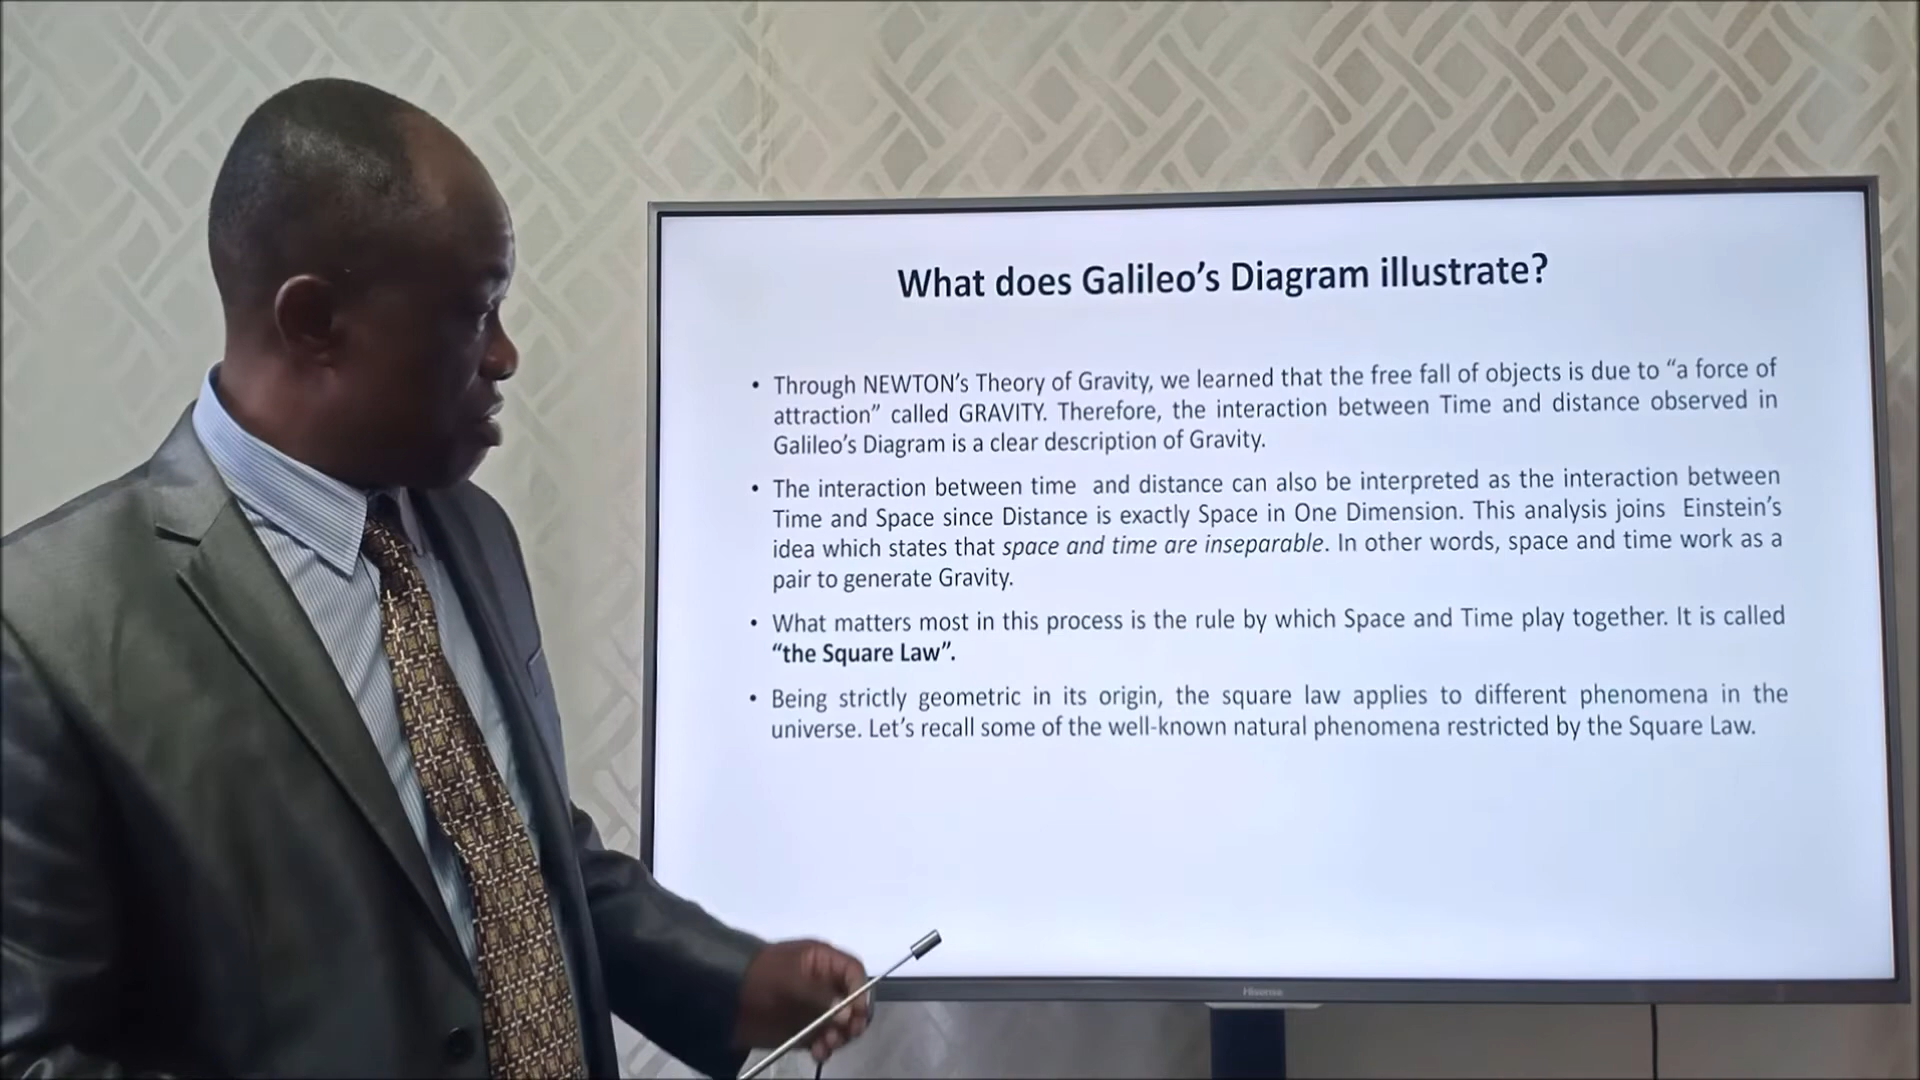 What does Galileo’s Diagram illustrate?
• Through NEWTON’s Theory of Gravity, we learned that the free fall of objects is due to “a force of
attraction” called GRAVITY. Therefore, the interaction between Time and distance observed in
Galileo’s Diagram is a clear description of Gravity.
• The interaction between time and distance can also be interpreted as the interaction between
Time and Space since Distance is exactly Space in One Dimension. This analysis joins Einstein’s
idea which states that space and time are inseparable. In other words, space and time work as a
pair to generate Gravity.
• What matters most in this process is the rule by which Space and Time play together. It is called
“the Square Law”.
• Being strictly geometric in its origin, the square law applies to different phenomena in the
universe. Let’s recall some of the well-known natural phenomena restricted by the Square Law.
Hisense